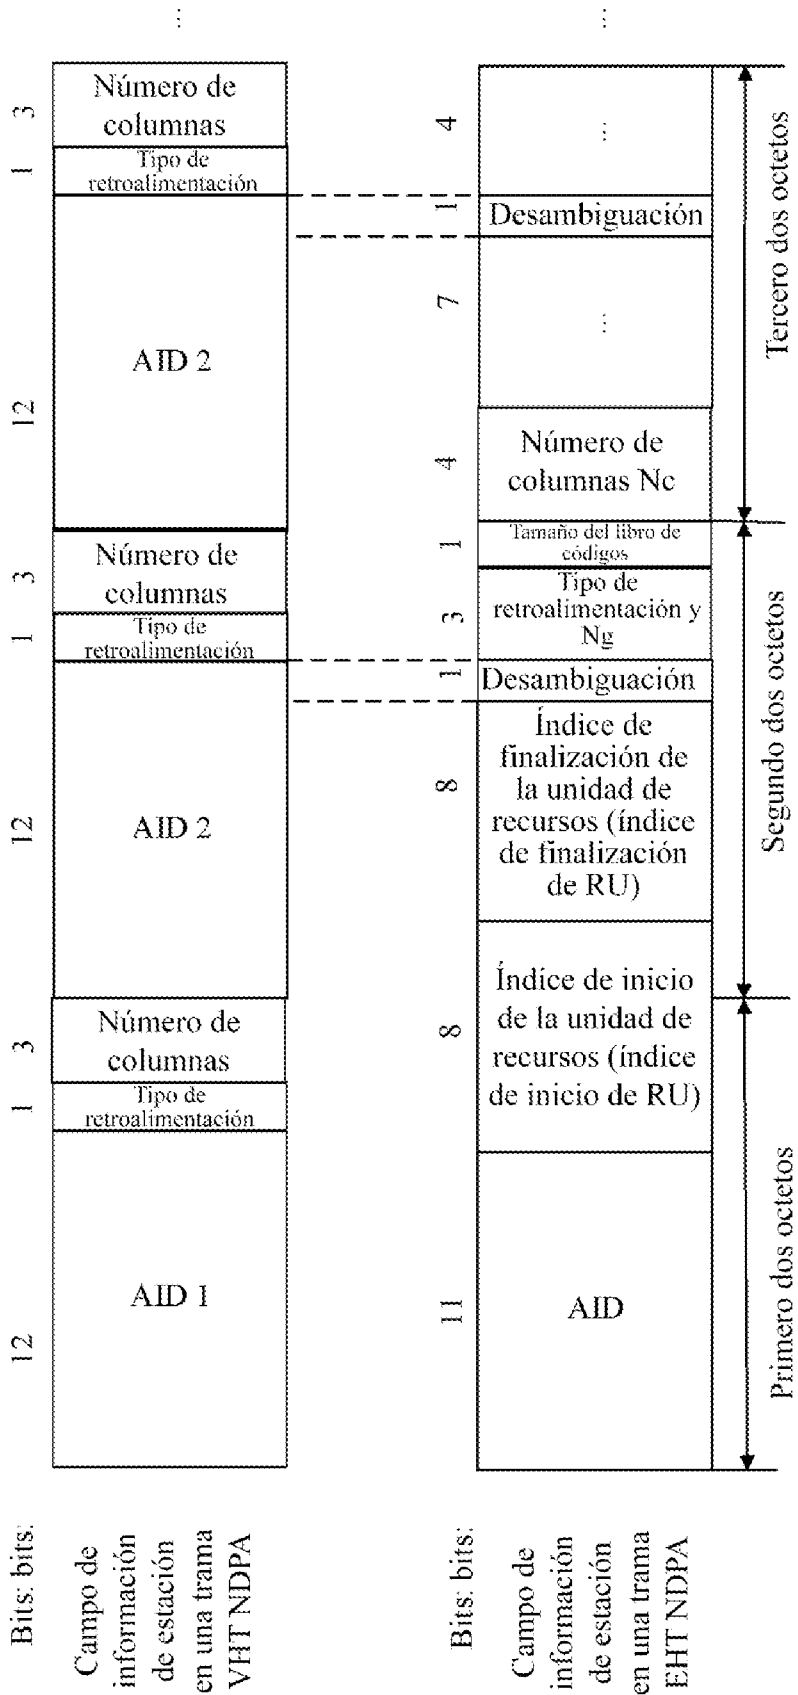 ⋮
Número de
columnas
3
Tipo de
retroalimentación
1
AID 2
12
Número de
columnas
3
Tipo de
retroalimentación
1
AID 2
12
Número de
columnas
3
Tipo de
retroalimentación
1
AID 1
12
Bits: bits:
Campo de
información
de estación
en una trama
VHT NDPA
⋮
⋮
4
Desambiguación
1
⋮
7
Número de
columnas Nc
4
Tamaño del libro de
códigos
1
Tipo de
retroalimentación y
Ng
3
Desambiguación
1
Índice de
finalización de
la unidad de
recursos (índice
de finalización
de RU)
8
Índice de inicio
de la unidad de
recursos (índice
de inicio de RU)
8
AID
11
Bits: bits:
Campo de
información
de estación
en una trama
EHT NDPA
Tercero dos octetos
Segundo dos octetos
Primero dos octetos